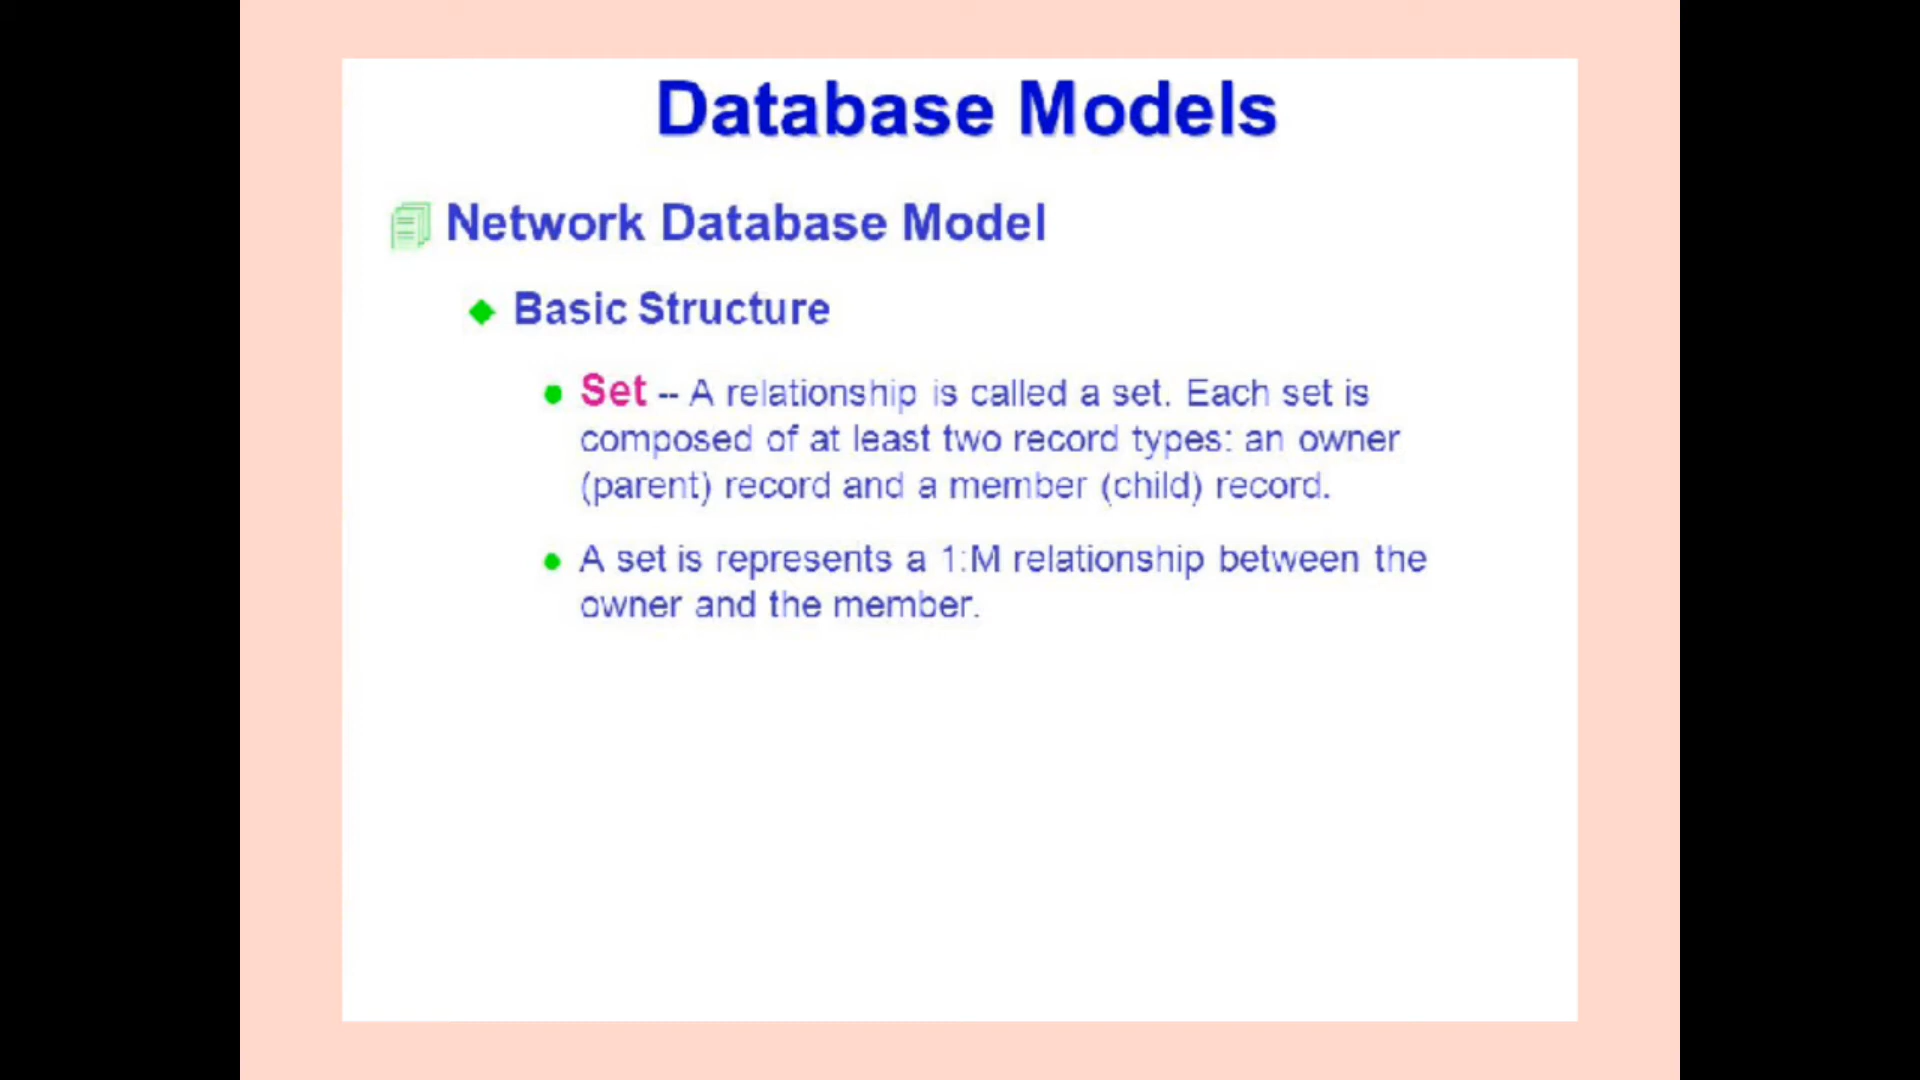 Database Models
Network Database Model
Basic Structure
Set -- A relationship is called a set. Each set is
composed of at least two record types: an owner
(parent) record and a member (child) record.
A set is represents a 1:M relationship between the
owner and the member.